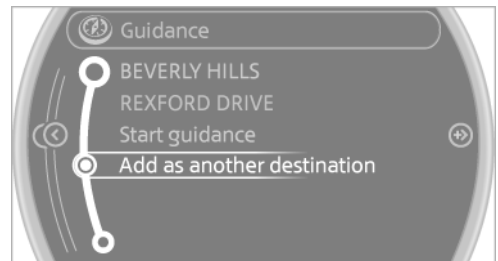 Guidance
BEVERLY HILLS
REXFORD DRIVE
Start guidance
Add as another destination